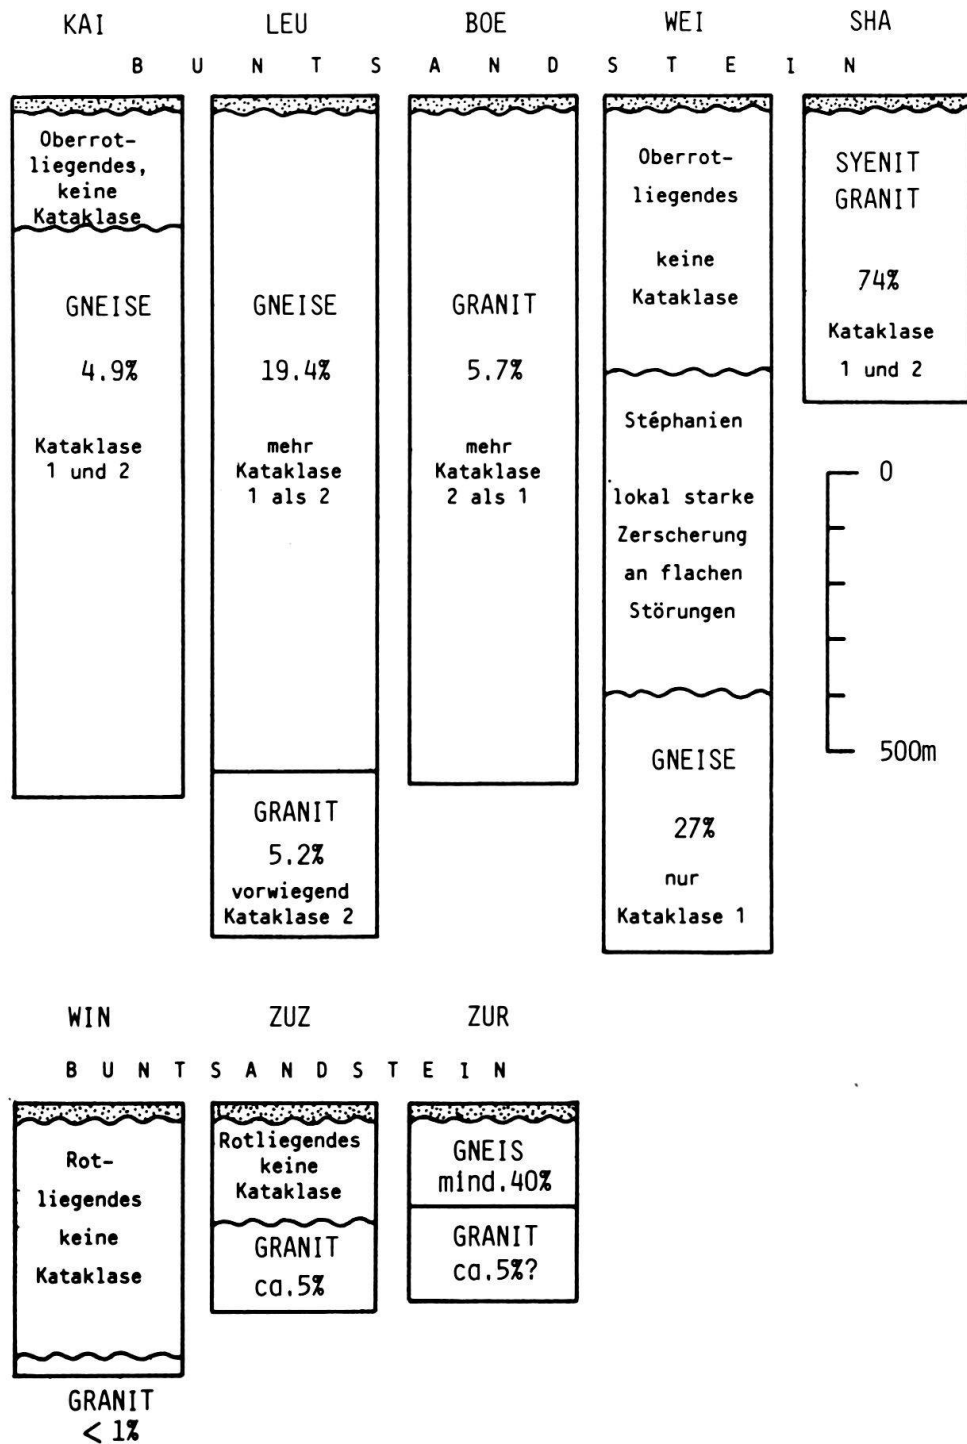 KAI LEU BOE WEI SHA
B U N T S A N D S T E I N
Oberrot-
liegendes,
keine
Kataklase
GNEISE
4.9%
Kataklase
1 und 2
GNEISE
19.4%
mehr
Kataklase
1 als 2
GRANIT
5.2%
vorwiegend
Kataklase 2
GRANIT
5.7%
mehr
Kataklase
2 als 1
Oberrot-
liegendes
keine
Kataklase
Stéphanien
lokal starke
Zerscherung
an flachen
Störungen
GNEISE
27%
nur
Kataklase 1
SYENIT
GRANIT
74%
Kataklase
1 und 2
0
500m
WIN ZUZ ZUR
B U N T S A N D S T E I N
Rot-
liegendes
keine
Kataklase
GRANIT
< 1%
Rotliegendes
keine
Kataklase
GRANIT
ca.5%
GNEIS
mind.40%
GRANIT
ca.5%?